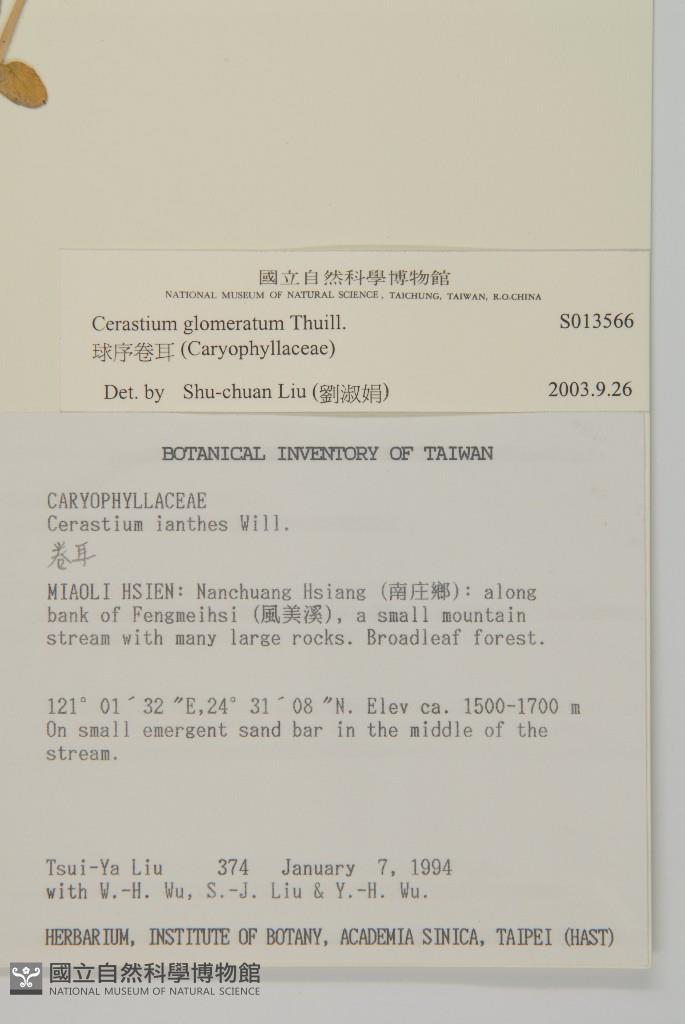 國立自然科學博物館
NATIONAL MUSEUM OF NATURAL SCIENCE, TAICHUNG, TAIWAN, R.O.CHINA
Cerastium glomeratum Thuill. S013566
球序卷耳 (Caryophyllaceae)
Det. by Shu-chuan Liu (劉淑娟) 2003.9.26
BOTANICAL INVENTORY OF TAIWAN
CARYOPHYLLACEAE
Cerastium ianthes Will.
卷耳
MIAOLI HSIEN: Nanchuang Hsiang (南庄鄉): along
bank of Fengmeihsi (風美溪), a small mountain
stream with many large rocks. Broadleaf forest.
121° 01´ 32 ″E,24° 31´ 08 ″N. Elev ca. 1500-1700 m
On small emergent sand bar in the middle of the
stream.
Tsui-Ya Liu 374 January 7, 1994
with W.-H. Wu, S.-J. Liu & Y.-H. Wu.
HERBARIUM, INSTITUTE OF BOTANY, ACADEMIA SINICA, TAIPEI (HAST)
國立自然科學博物館
NATIONAL MUSEUM OF NATURAL SCIENCE